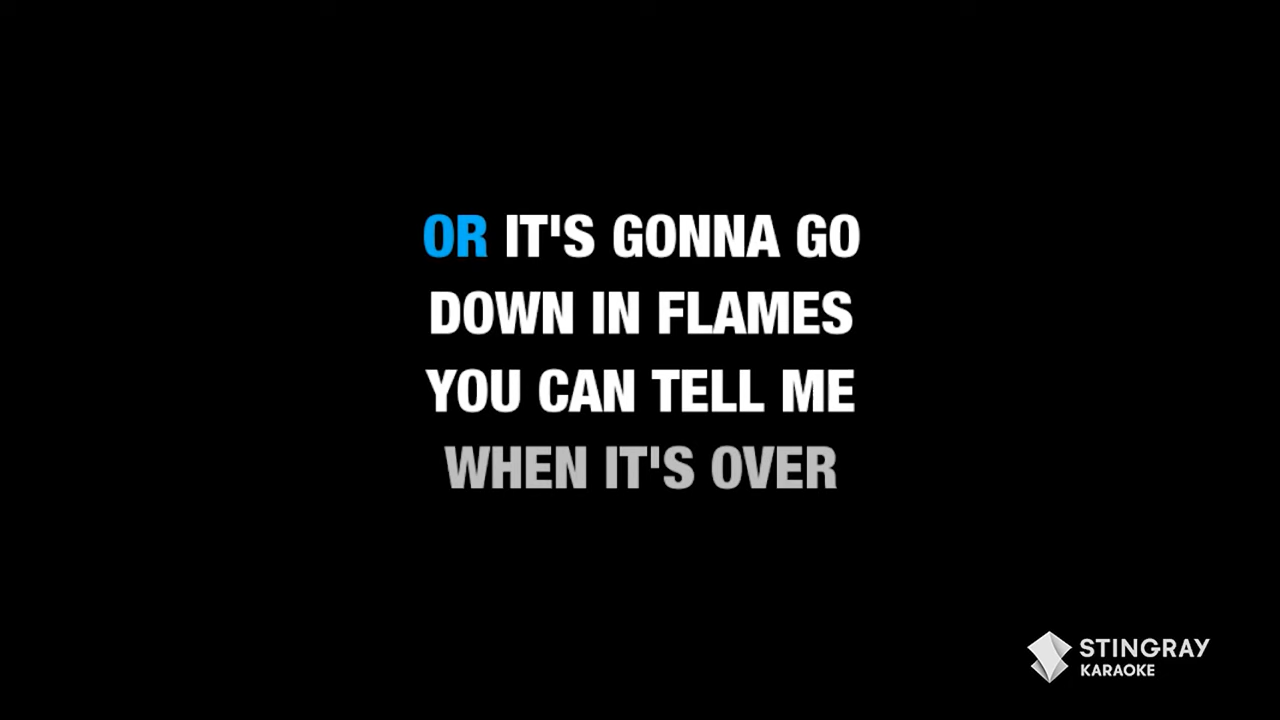 OR IT'S GONNA GO
DOWN IN FLAMES
YOU CAN TELL ME
WHEN IT'S OVER
STINGRAY
KARAOKE